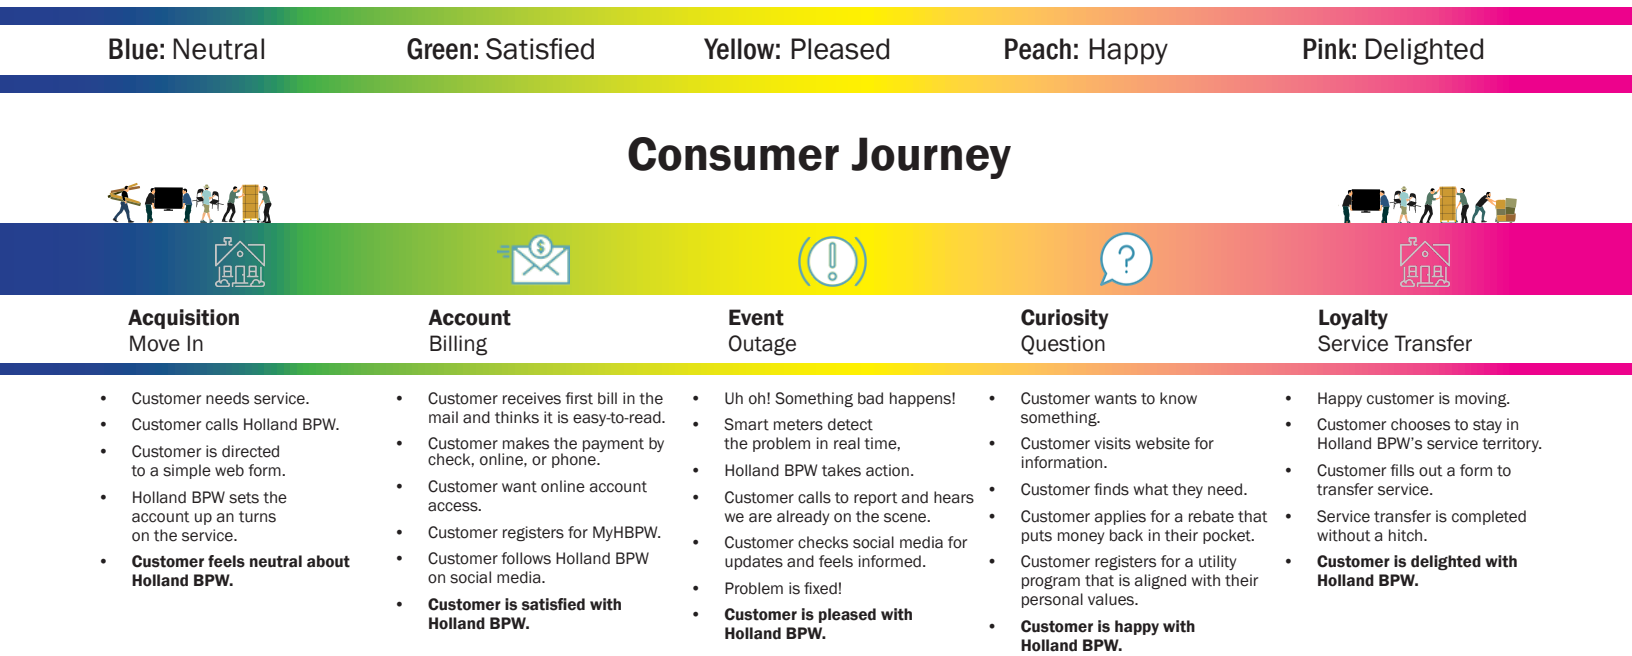 Blue: Neutral
Green: Satisfied
Yellow: Pleased
Peach: Happy
Pink: Delighted
Consumer Journey
$
!
?
Acquisition
Move In
• Customer needs service.
• Customer calls Holland BPW.
• Customer is directed
to a simple web form.
• Holland BPW sets the
account up an turns
on the service.
• Customer feels neutral about
Holland BPW.
Account
Billing
• Customer receives first bill in the
mail and thinks it is easy-to-read.
• Customer makes the payment by
check, online, or phone.
• Customer want online account
access.
• Customer registers for MyHBPW.
• Customer follows Holland BPW
on social media.
• Customer is satisfied with
Holland BPW.
Event
Outage
• Uh oh! Something bad happens!
• Smart meters detect
the problem in real time,
• Holland BPW takes action.
• Customer calls to report and hears
we are already on the scene.
• Customer checks social media for
updates and feels informed.
• Problem is fixed!
• Customer is pleased with
Holland BPW.
Curiosity
Question
• Customer wants to know
something.
• Customer visits website for
information.
• Customer finds what they need.
• Customer applies for a rebate that
puts money back in their pocket.
• Customer registers for a utility
program that is aligned with their
personal values.
• Customer is happy with
Holland BPW.
Loyalty
Service Transfer
• Happy customer is moving.
• Customer chooses to stay in
Holland BPW's service territory.
• Customer fills out a form to
transfer service.
• Service transfer is completed
without a hitch.
• Customer is delighted with
Holland BPW.